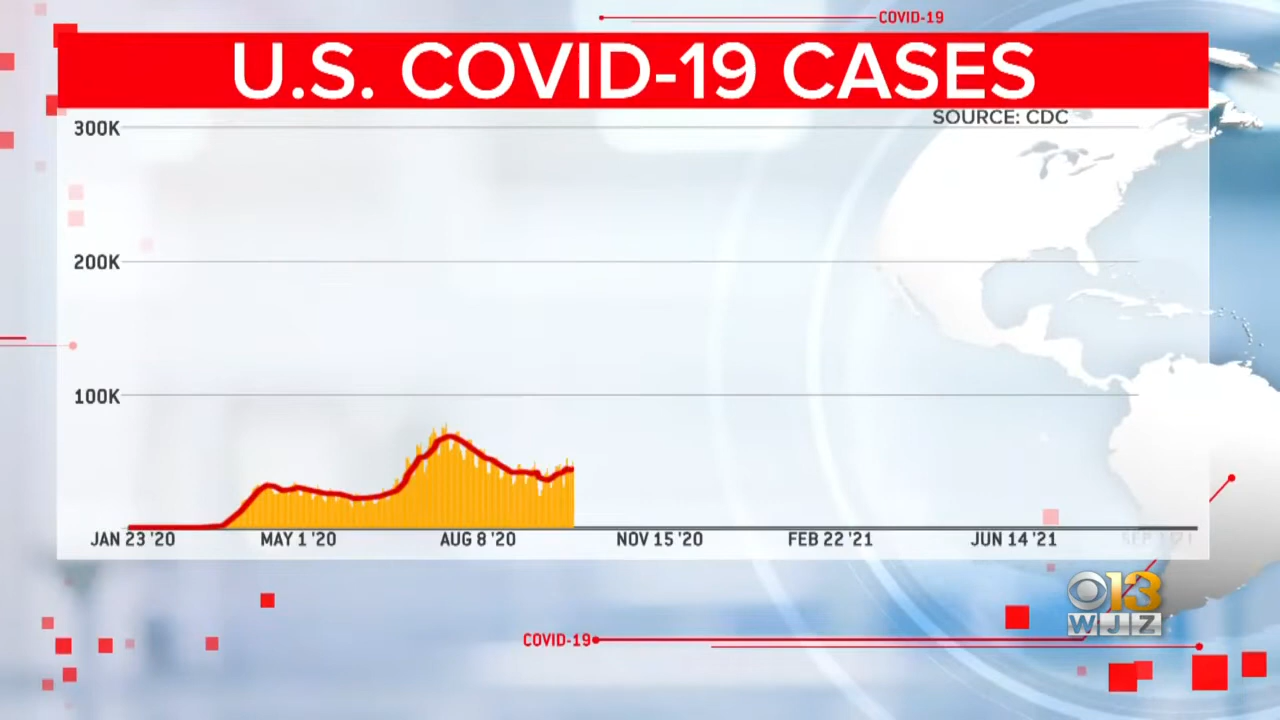 COVID-19
U.S. COVID-19 CASES
SOURCE: CDC
300K
200K
100K
JAN 23 '20 MAY 1 '20 AUG 8 '20 NOV 15 '20 FEB 22 '21 JUN 14 '21
13
WJZ
COVID-19